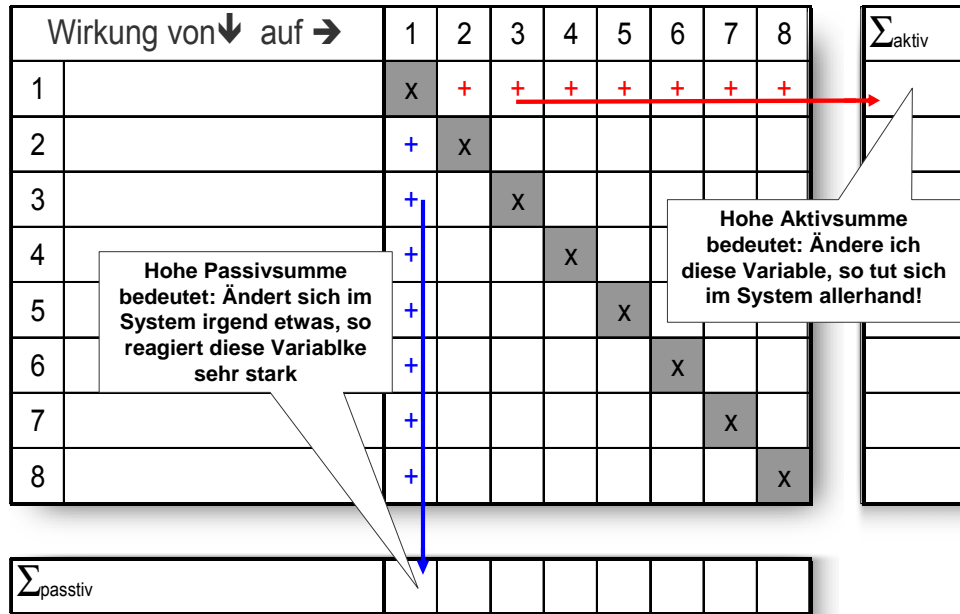 Wirkung von🡻 auf ➔ 1 2 3 4 5 6 7 8 ∑aktiv
1 x + + + + + + +
2 + x
3 + x
4 + x
5 + x
6 + x
7 + x
8 + x
Hohe Aktivsumme
bedeutet: Ändere ich
diese Variable, so tut sich
im System allerhand!
Hohe Passivsumme
bedeutet: Ändert sich im
System irgend etwas, so
reagiert diese Variablke
sehr stark
∑passtiv